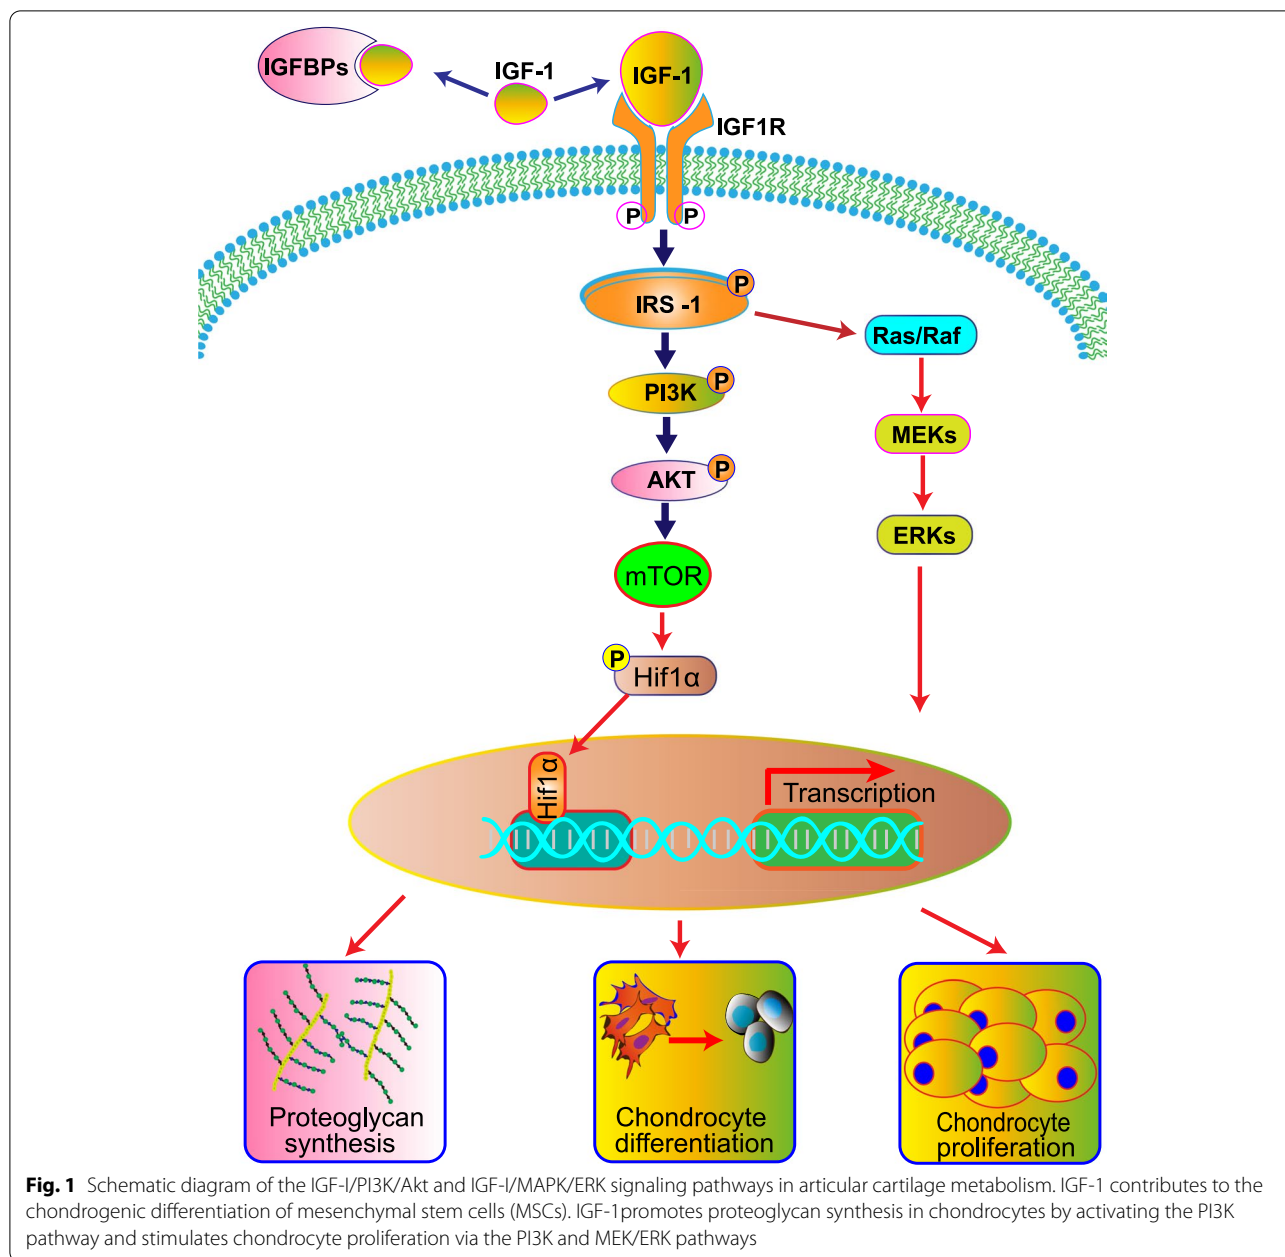 IGFBPs
IGF-1
IGF-1
IGF1R
P
P
IRS -1
P
Ras/Raf
PI3K
P
MEKs
AKT
P
ERKs
mTOR
P
Hif1α
Hif1α
Transcription
Proteoglycan
synthesis
Chondrocyte
differentiation
Chondrocyte
proliferation
Fig. 1 Schematic diagram of the IGF-I/PI3K/Akt and IGF-I/MAPK/ERK signaling pathways in articular cartilage metabolism. IGF-1 contributes to the
chondrogenic differentiation of mesenchymal stem cells (MSCs). IGF-1promotes proteoglycan synthesis in chondrocytes by activating the PI3K
pathway and stimulates chondrocyte proliferation via the PI3K and MEK/ERK pathways